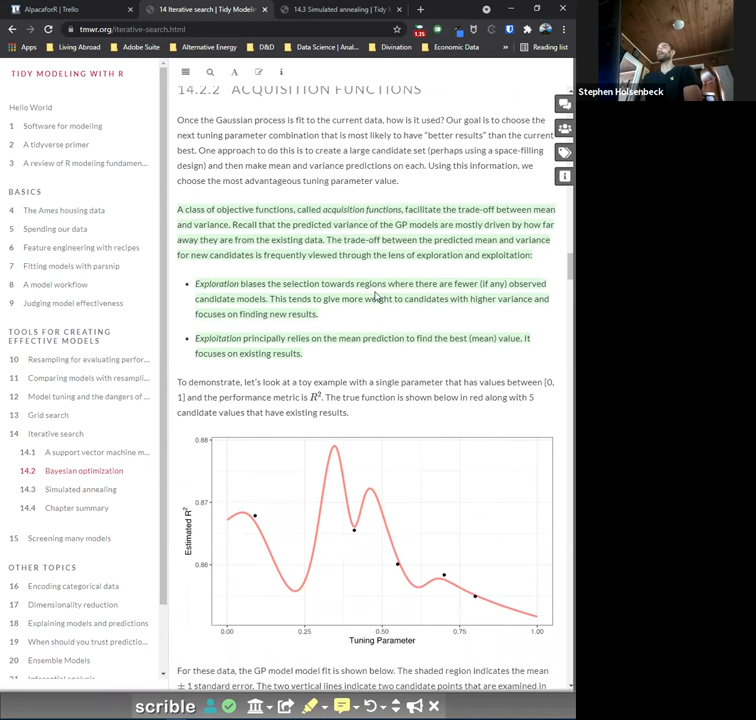 AlpacaforR | Trello
14 Iterative search | Tidy Modeli
14.3 Simulated annealing | Tidy M
tmwr.org/iterative-search.html
1.35
Apps
Living Abroad
Adobe Suite
Alternative Energy
D&D
Data Science | Anal...
Divination
Economic Data
»
Reading list
Stephen Holsenbeck
TIDY MODELING WITH R
Hello World
1 Software for modeling
2 A tidyverse primer
3 A review of R modeling fundamen...
BASICS
4 The Ames housing data
5 Spending our data
6 Feature engineering with recipes
7 Fitting models with parsnip
8 A model workflow
9 Judging model effectiveness
TOOLS FOR CREATING
EFFECTIVE MODELS
10 Resampling for evaluating perfor...
11 Comparing models with resampli...
12 Model tuning and the dangers of ...
13 Grid search
14 Iterative search
14.1 A support vector machine m...
14.2 Bayesian optimization
14.3 Simulated annealing
14.4 Chapter summary
15 Screening many models
OTHER TOPICS
16 Encoding categorical data
17 Dimensionality reduction
18 Explaining models and predictions
19 When should you trust predictio...
20 Ensemble Models
21 Inferential analysis
14.2.2 ACQUISITION FUNCTIONS
Once the Gaussian process is fit to the current data, how is it used? Our goal is to choose the
next tuning parameter combination that is most likely to have "better results" than the current
best. One approach to do this is to create a large candidate set (perhaps using a space-filling
design) and then make mean and variance predictions on each. Using this information, we
choose the most advantageous tuning parameter value.
A class of objective functions, called acquisition functions, facilitate the trade-off between mean
and variance. Recall that the predicted variance of the GP models are mostly driven by how far
away they are from the existing data. The trade-off between the predicted mean and variance
for new candidates is frequently viewed through the lens of exploration and exploitation:
• Exploration biases the selection towards regions where there are fewer (if any) observed
candidate models. This tends to give more weight to candidates with higher variance and
focuses on finding new results.
• Exploitation principally relies on the mean prediction to find the best (mean) value. It
focuses on existing results.
To demonstrate, let's look at a toy example with a single parameter that has values between [0,
1] and the performance metric is R². The true function is shown below in red along with 5
candidate values that have existing results.
0.88
0.87
0.86
Estimated R²
0.00 0.25 0.50 0.75 1.00
Tuning Parameter
For these data, the GP model model fit is shown below. The shaded region indicates the mean
± 1 standard error. The two vertical lines indicate two candidate points that are examined in
scrible